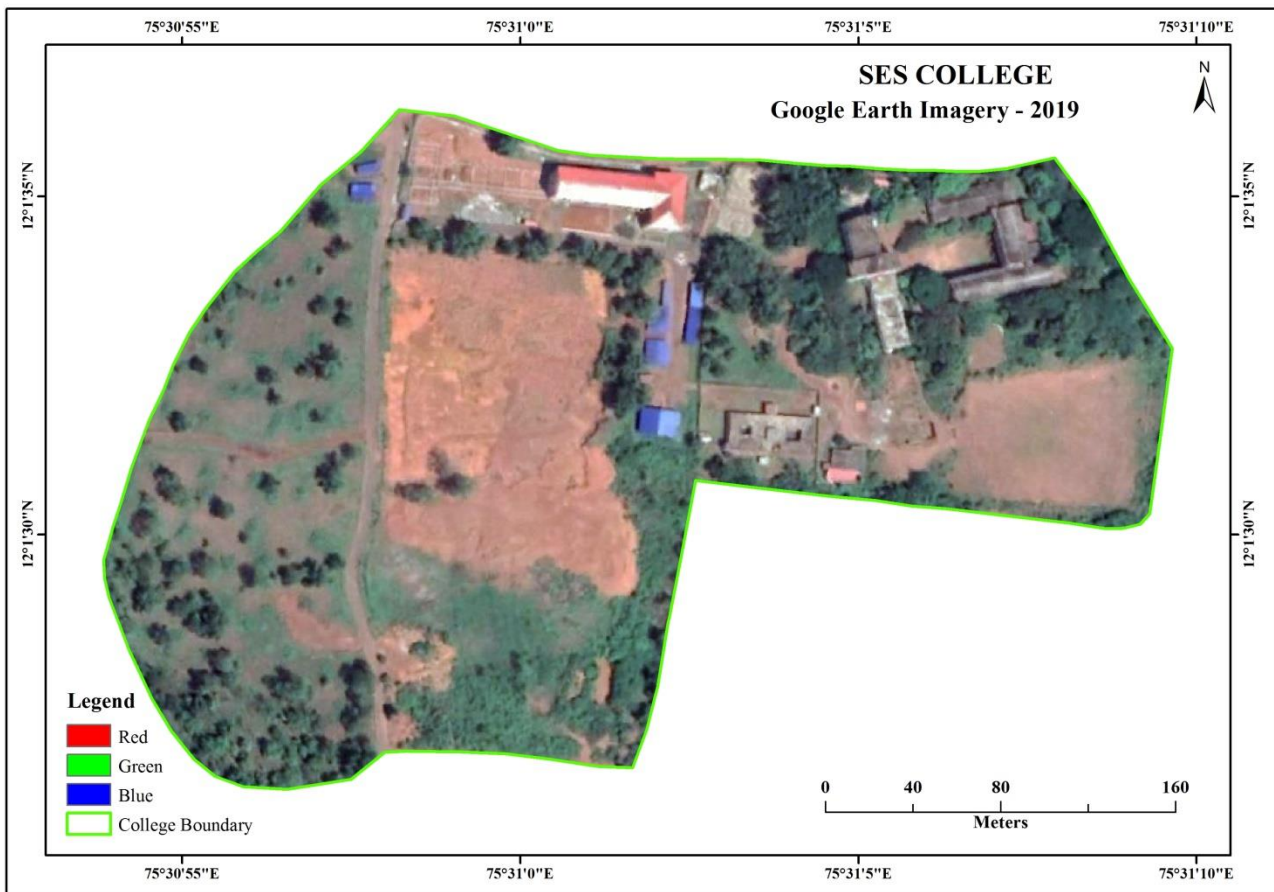 75°30'55"E 75°31'0"E 75°31'5"E 75°31'10"E
SES COLLEGE
Google Earth Imagery - 2019
N
12°1'35"N 12°1'35"N
12°1'30"N 12°1'30"N
Legend
Red
Green
Blue
College Boundary
0 40 80 160
Meters
75°30'55"E 75°31'0"E 75°31'5"E 75°31'10"E